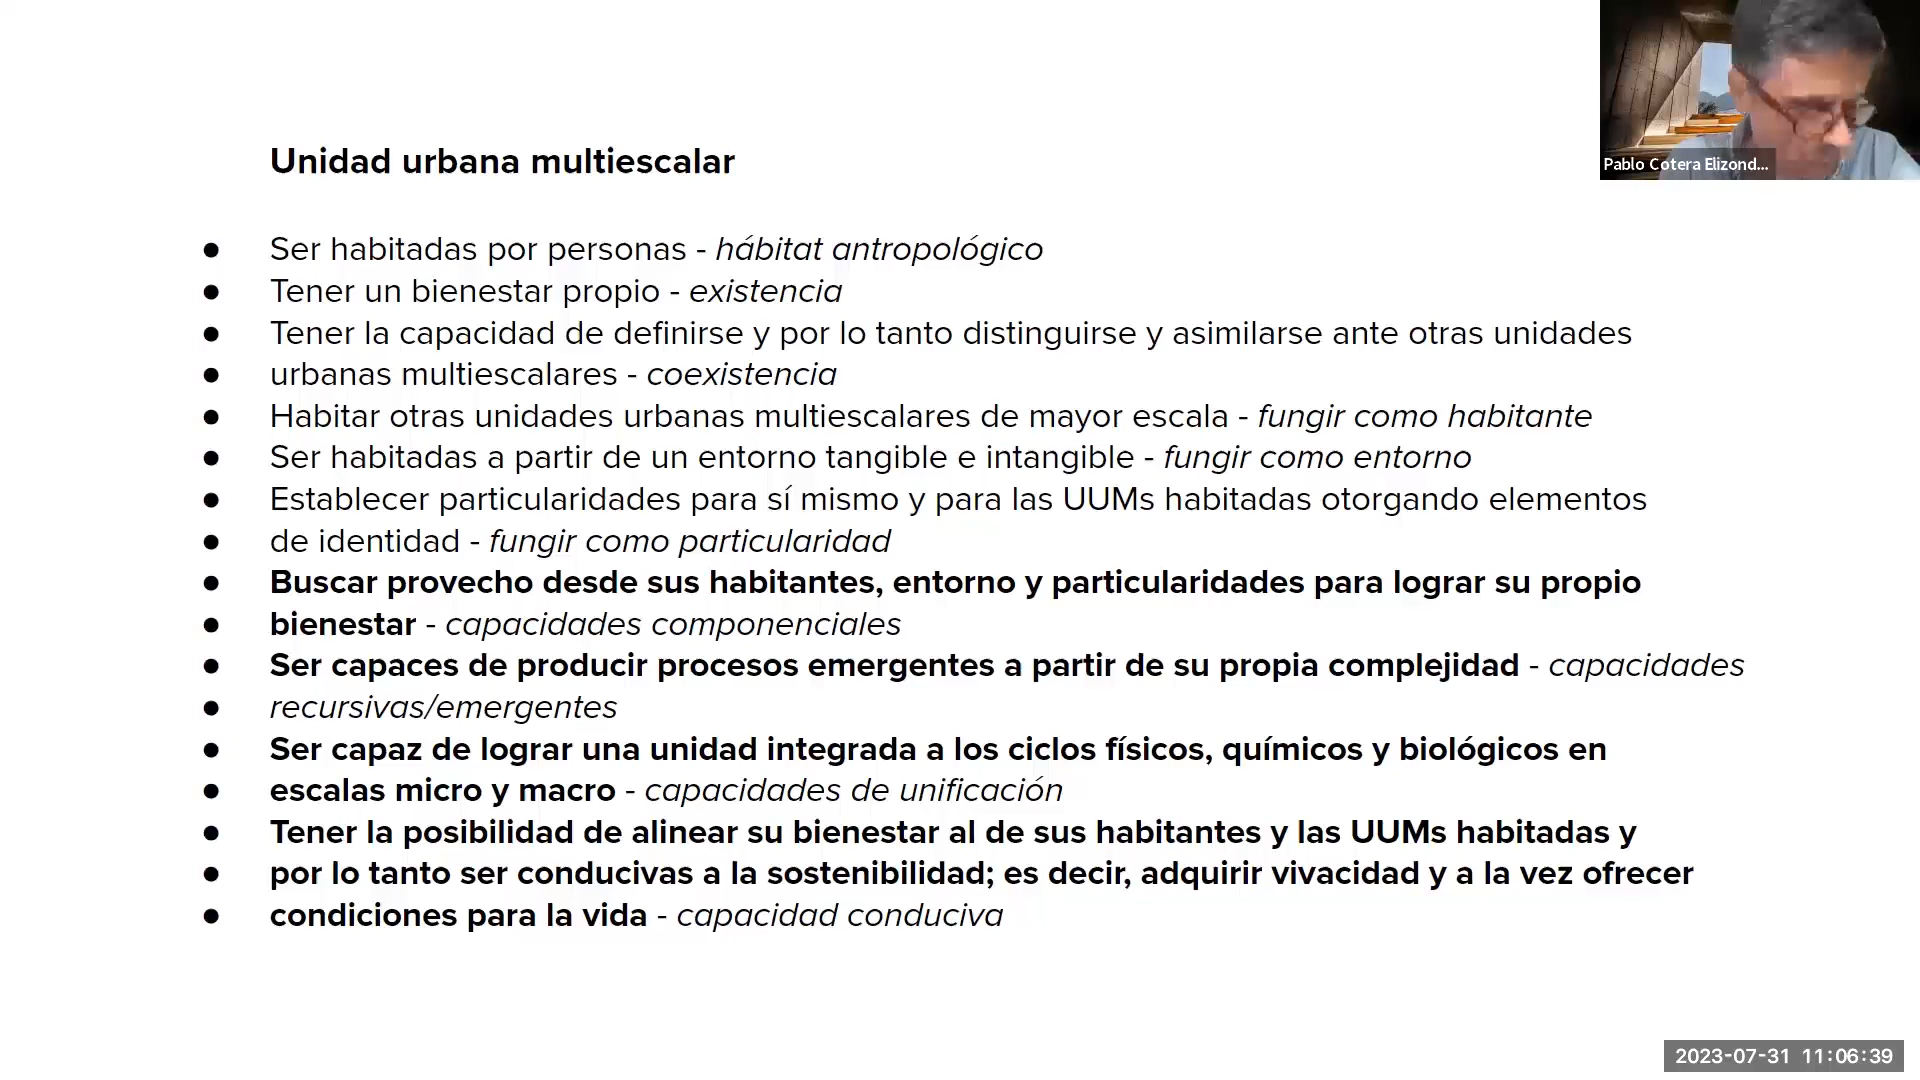 Pablo Cotera Elizond...
Unidad urbana multiescalar
● Ser habitadas por personas - hábitat antropológico
● Tener un bienestar propio - existencia
● Tener la capacidad de definirse y por lo tanto distinguirse y asimilarse ante otras unidades
● urbanas multiescalares - coexistencia
● Habitar otras unidades urbanas multiescalares de mayor escala - fungir como habitante
● Ser habitadas a partir de un entorno tangible e intangible - fungir como entorno
● Establecer particularidades para sí mismo y para las UUMs habitadas otorgando elementos
● de identidad - fungir como particularidad
● Buscar provecho desde sus habitantes, entorno y particularidades para lograr su propio
● bienestar - capacidades componenciales
● Ser capaces de producir procesos emergentes a partir de su propia complejidad - capacidades
● recursivas/emergentes
● Ser capaz de lograr una unidad integrada a los ciclos físicos, químicos y biológicos en
● escalas micro y macro - capacidades de unificación
● Tener la posibilidad de alinear su bienestar al de sus habitantes y las UUMs habitadas y
● por lo tanto ser conducivas a la sostenibilidad; es decir, adquirir vivacidad y a la vez ofrecer
● condiciones para la vida - capacidad conduciva
2023-07-31 11:06:39